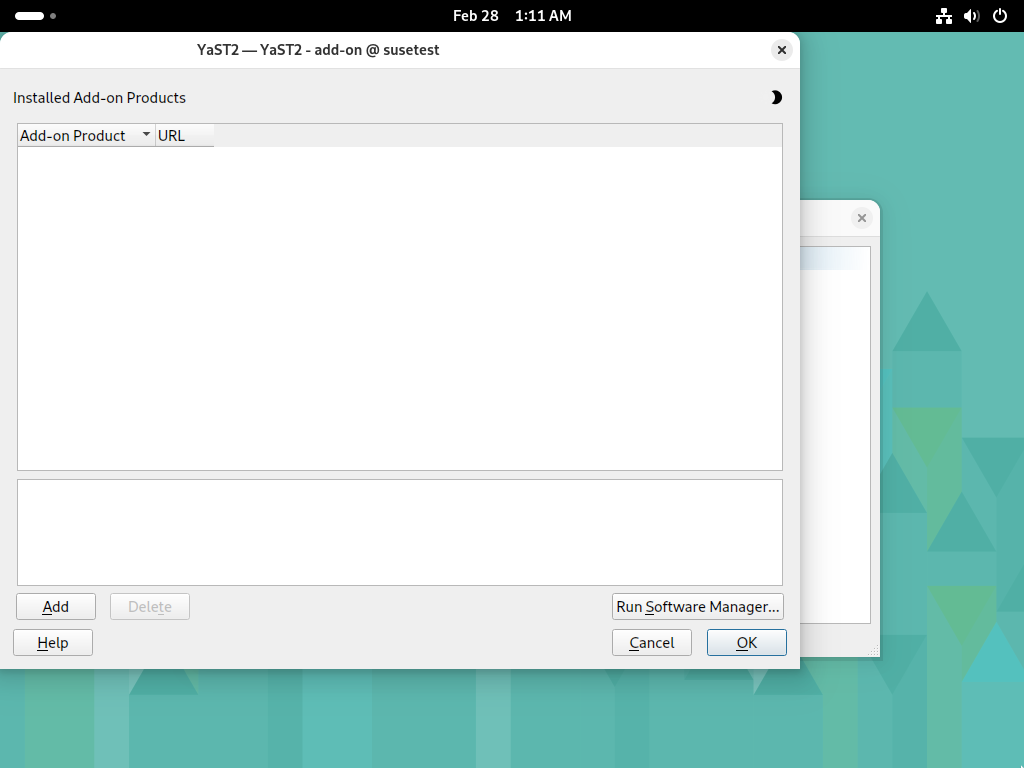 Feb 28 1:11 AM
YaST2 — YaST2 - add-on @ susetest
Installed Add-on Products
Add-on Product URL
Add Delete Run Software Manager...
Help Cancel OK